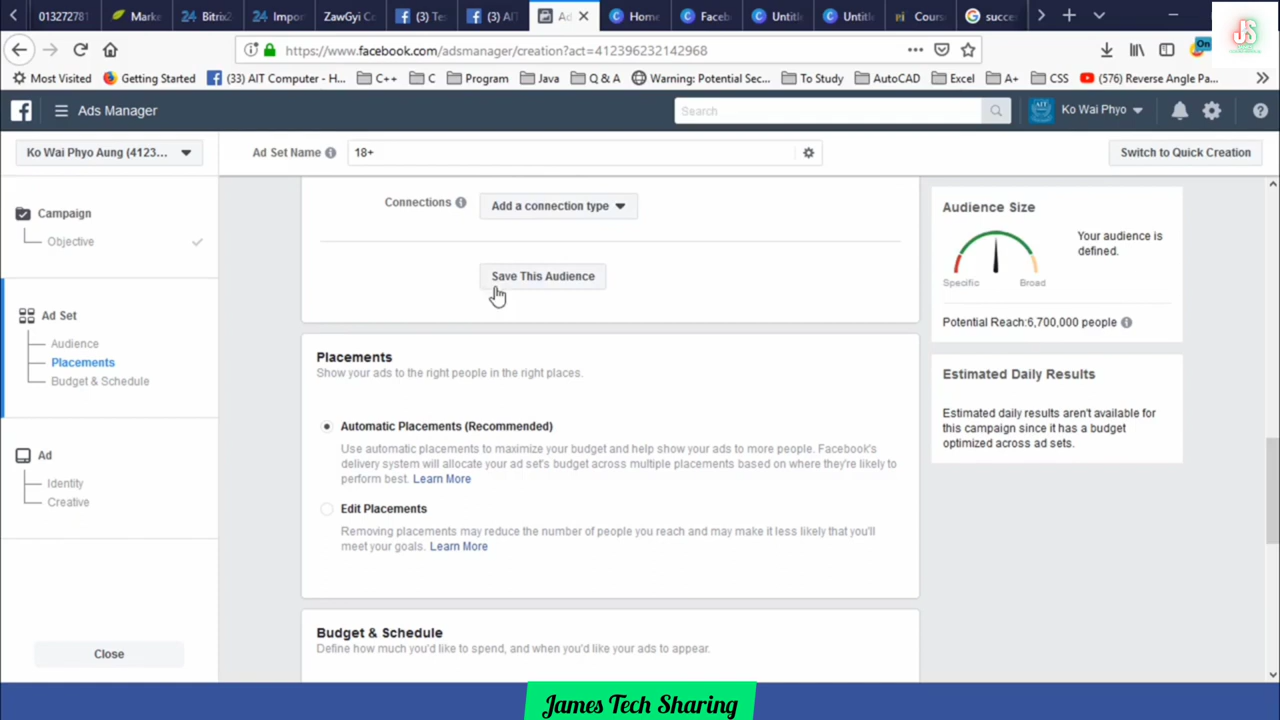 013272781
Marke
24 Bitrix2
24 Impor
ZawGyi Co
(3) Te
(3) AIT
Ad
Home
Faceb
Untitl
Untitl
Cours
succe
https://www.facebook.com/adsmanager/creation?act=412396232142968
On
JS
Most Visited
Getting Started
(33) AIT Computer - H...
C++
C
Program
Java
Q & A
Warning: Potential Sec...
To Study
AutoCAD
Excel
A+
CSS
(576) Reverse Angle Pa...
Ads Manager
Search
AIT
Ko Wai Phyo
Ko Wai Phyo Aung (4123...
Ad Set Name
18+
Switch to Quick Creation
Campaign
Objective
Ad Set
Audience
Placements
Budget & Schedule
Ad
Identity
Creative
Close
Connections
Add a connection type
Save This Audience
Placements
Show your ads to the right people in the right places.
Automatic Placements (Recommended)
Use automatic placements to maximize your budget and help show your ads to more people. Facebook's
delivery system will allocate your ad set's budget across multiple placements based on where they're likely to
perform best. Learn More
Edit Placements
Removing placements may reduce the number of people you reach and may make it less likely that you'll
meet your goals. Learn More
Budget & Schedule
Define how much you'd like to spend, and when you'd like your ads to appear.
Audience Size
Your audience is
defined.
Specific
Broad
Potential Reach:6,700,000 people
Estimated Daily Results
Estimated daily results aren't available for
this campaign since it has a budget
optimized across ad sets.
James Tech Sharing